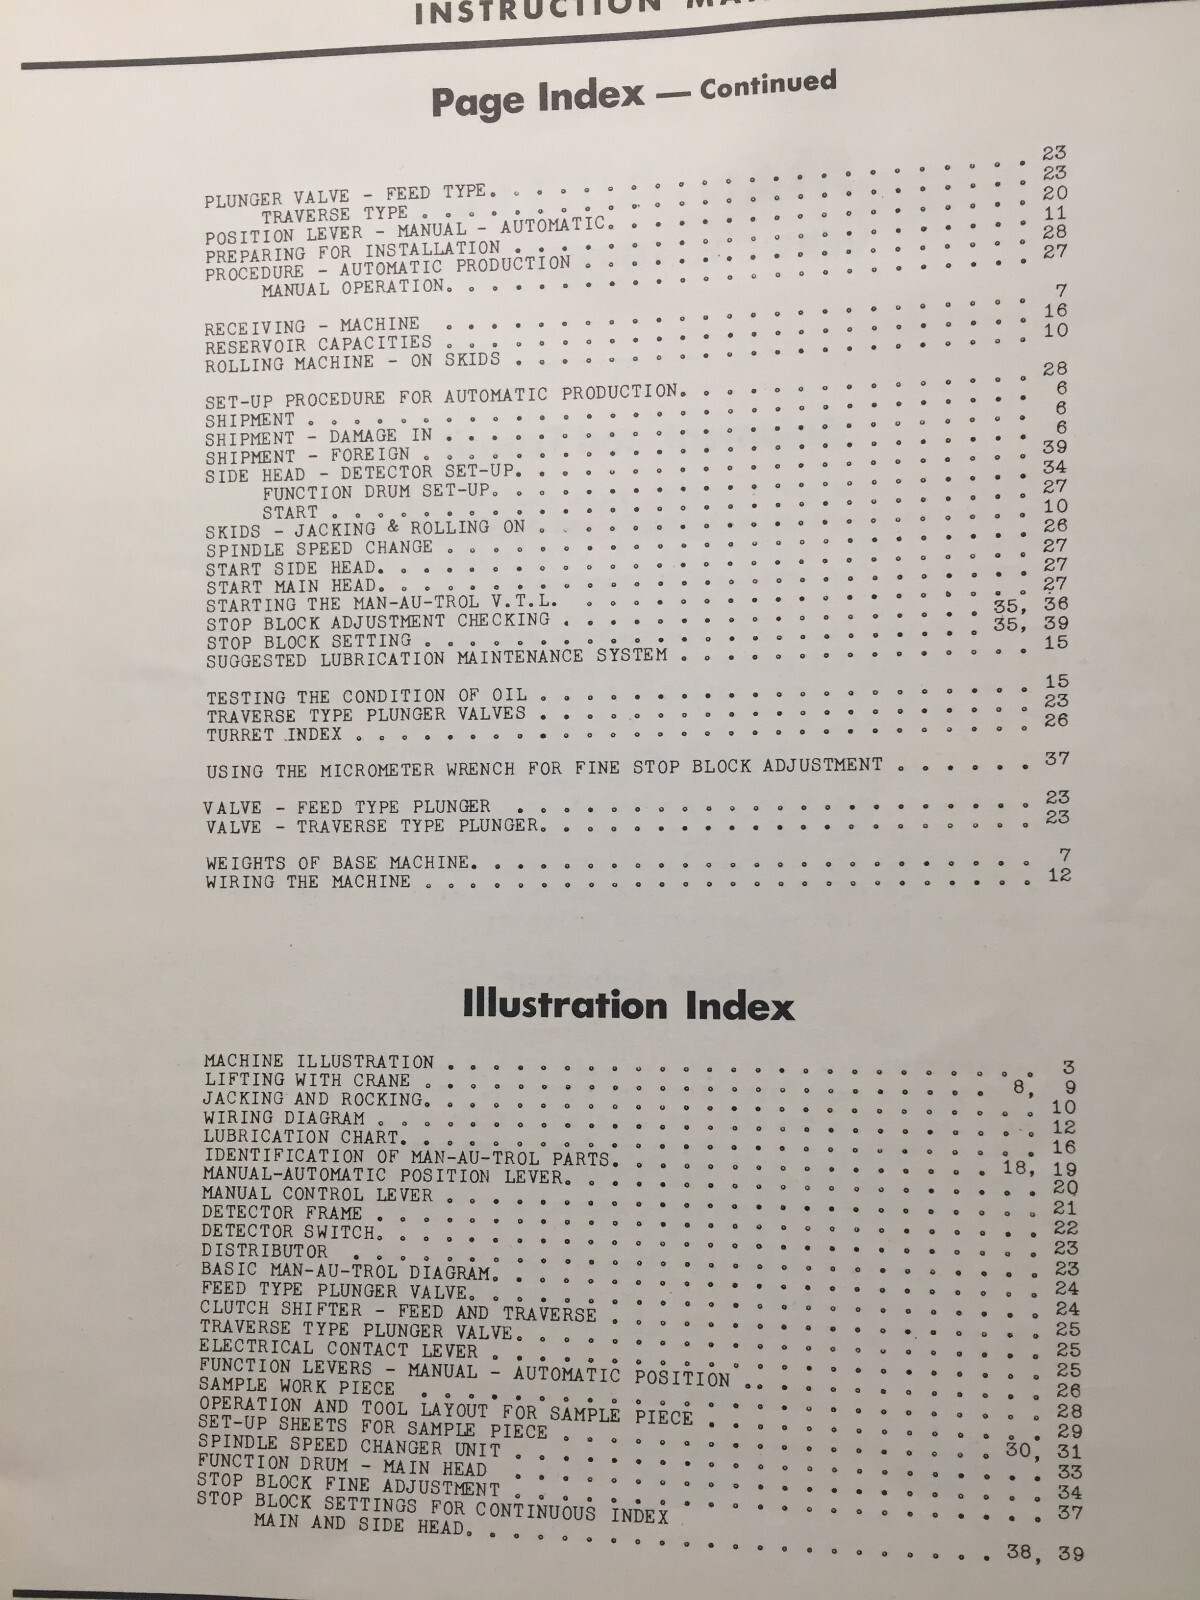 INSTRUCTION
Page Index — Continued
PLUNGER VALVE - FEED TYPE. . . . . . . . . . 23
TRAVERSE TYPE . . . . . . . . . . 23
POSITION LEVER - MANUAL - AUTOMATIC. . . . . . . . . . 20
PREPARING FOR INSTALLATION . . . . . . . . . . 11
PROCEDURE - AUTOMATIC PRODUCTION . . . . . . . . . . 28
MANUAL OPERATION. . . . . . . . . . 27
RECEIVING - MACHINE . . . . . . . . . . 7
RESERVOIR CAPACITIES . . . . . . . . . . 16
ROLLING MACHINE - ON SKIDS . . . . . . . . . . 10
SET-UP PROCEDURE FOR AUTOMATIC PRODUCTION. . . . . . . . . . 28
SHIPMENT . . . . . . . . . . 6
SHIPMENT - DAMAGE IN . . . . . . . . . . 6
SHIPMENT - FOREIGN . . . . . . . . . . 6
SIDE HEAD - DETECTOR SET-UP. . . . . . . . . . 39
FUNCTION DRUM SET-UP. . . . . . . . . . 34
START . . . . . . . . . . 27
SKIDS - JACKING & ROLLING ON . . . . . . . . . . 10
SPINDLE SPEED CHANGE . . . . . . . . . . 26
START SIDE HEAD. . . . . . . . . . 27
START MAIN HEAD. . . . . . . . . . 27
STARTING THE MAN-AU-TROL V.T.L. . . . . . . . . . 27
STOP BLOCK ADJUSTMENT CHECKING . . . . . . . . . . 35, 36
STOP BLOCK SETTING . . . . . . . . . . 35, 39
SUGGESTED LUBRICATION MAINTENANCE SYSTEM . . . . . . . . . . 15
TESTING THE CONDITION OF OIL . . . . . . . . . . 15
TRAVERSE TYPE PLUNGER VALVES . . . . . . . . . . 23
TURRET INDEX . . . . . . . . . . 26
USING THE MICROMETER WRENCH FOR FINE STOP BLOCK ADJUSTMENT . . . . . . 37
VALVE - FEED TYPE PLUNGER . . . . . . . . . . 23
VALVE - TRAVERSE TYPE PLUNGER. . . . . . . . . . 23
WEIGHTS OF BASE MACHINE. . . . . . . . . . 7
WIRING THE MACHINE . . . . . . . . . . 12
Illustration Index
MACHINE ILLUSTRATION . . . . . . . . . . 3
LIFTING WITH CRANE . . . . . . . . . . 8, 9
JACKING AND ROCKING. . . . . . . . . . 10
WIRING DIAGRAM . . . . . . . . . . 12
LUBRICATION CHART. . . . . . . . . . 16
IDENTIFICATION OF MAN-AU-TROL PARTS. . . . . . . . . . 18, 19
MANUAL-AUTOMATIC POSITION LEVER. . . . . . . . . . 20
MANUAL CONTROL LEVER . . . . . . . . . . 21
DETECTOR FRAME . . . . . . . . . . 22
DETECTOR SWITCH. . . . . . . . . . 23
DISTRIBUTOR . . . . . . . . . . 23
BASIC MAN-AU-TROL DIAGRAM. . . . . . . . . . 24
FEED TYPE PLUNGER VALVE. . . . . . . . . . 24
CLUTCH SHIFTER - FEED AND TRAVERSE . . . . . . . . . . 25
TRAVERSE TYPE PLUNGER VALVE. . . . . . . . . . 25
ELECTRICAL CONTACT LEVER . . . . . . . . . . 25
FUNCTION LEVERS - MANUAL - AUTOMATIC POSITION . . . . . . . . . . 26
SAMPLE WORK PIECE . . . . . . . . . . 28
OPERATION AND TOOL LAYOUT FOR SAMPLE PIECE . . . . . . . . . . 29
SET-UP SHEETS FOR SAMPLE PIECE . . . . . . . . . . 30, 31
SPINDLE SPEED CHANGER UNIT . . . . . . . . . . 33
FUNCTION DRUM - MAIN HEAD . . . . . . . . . . 34
STOP BLOCK FINE ADJUSTMENT . . . . . . . . . . 37
STOP BLOCK SETTINGS FOR CONTINUOUS INDEX
MAIN AND SIDE HEAD. . . . . . . . . . 38, 39